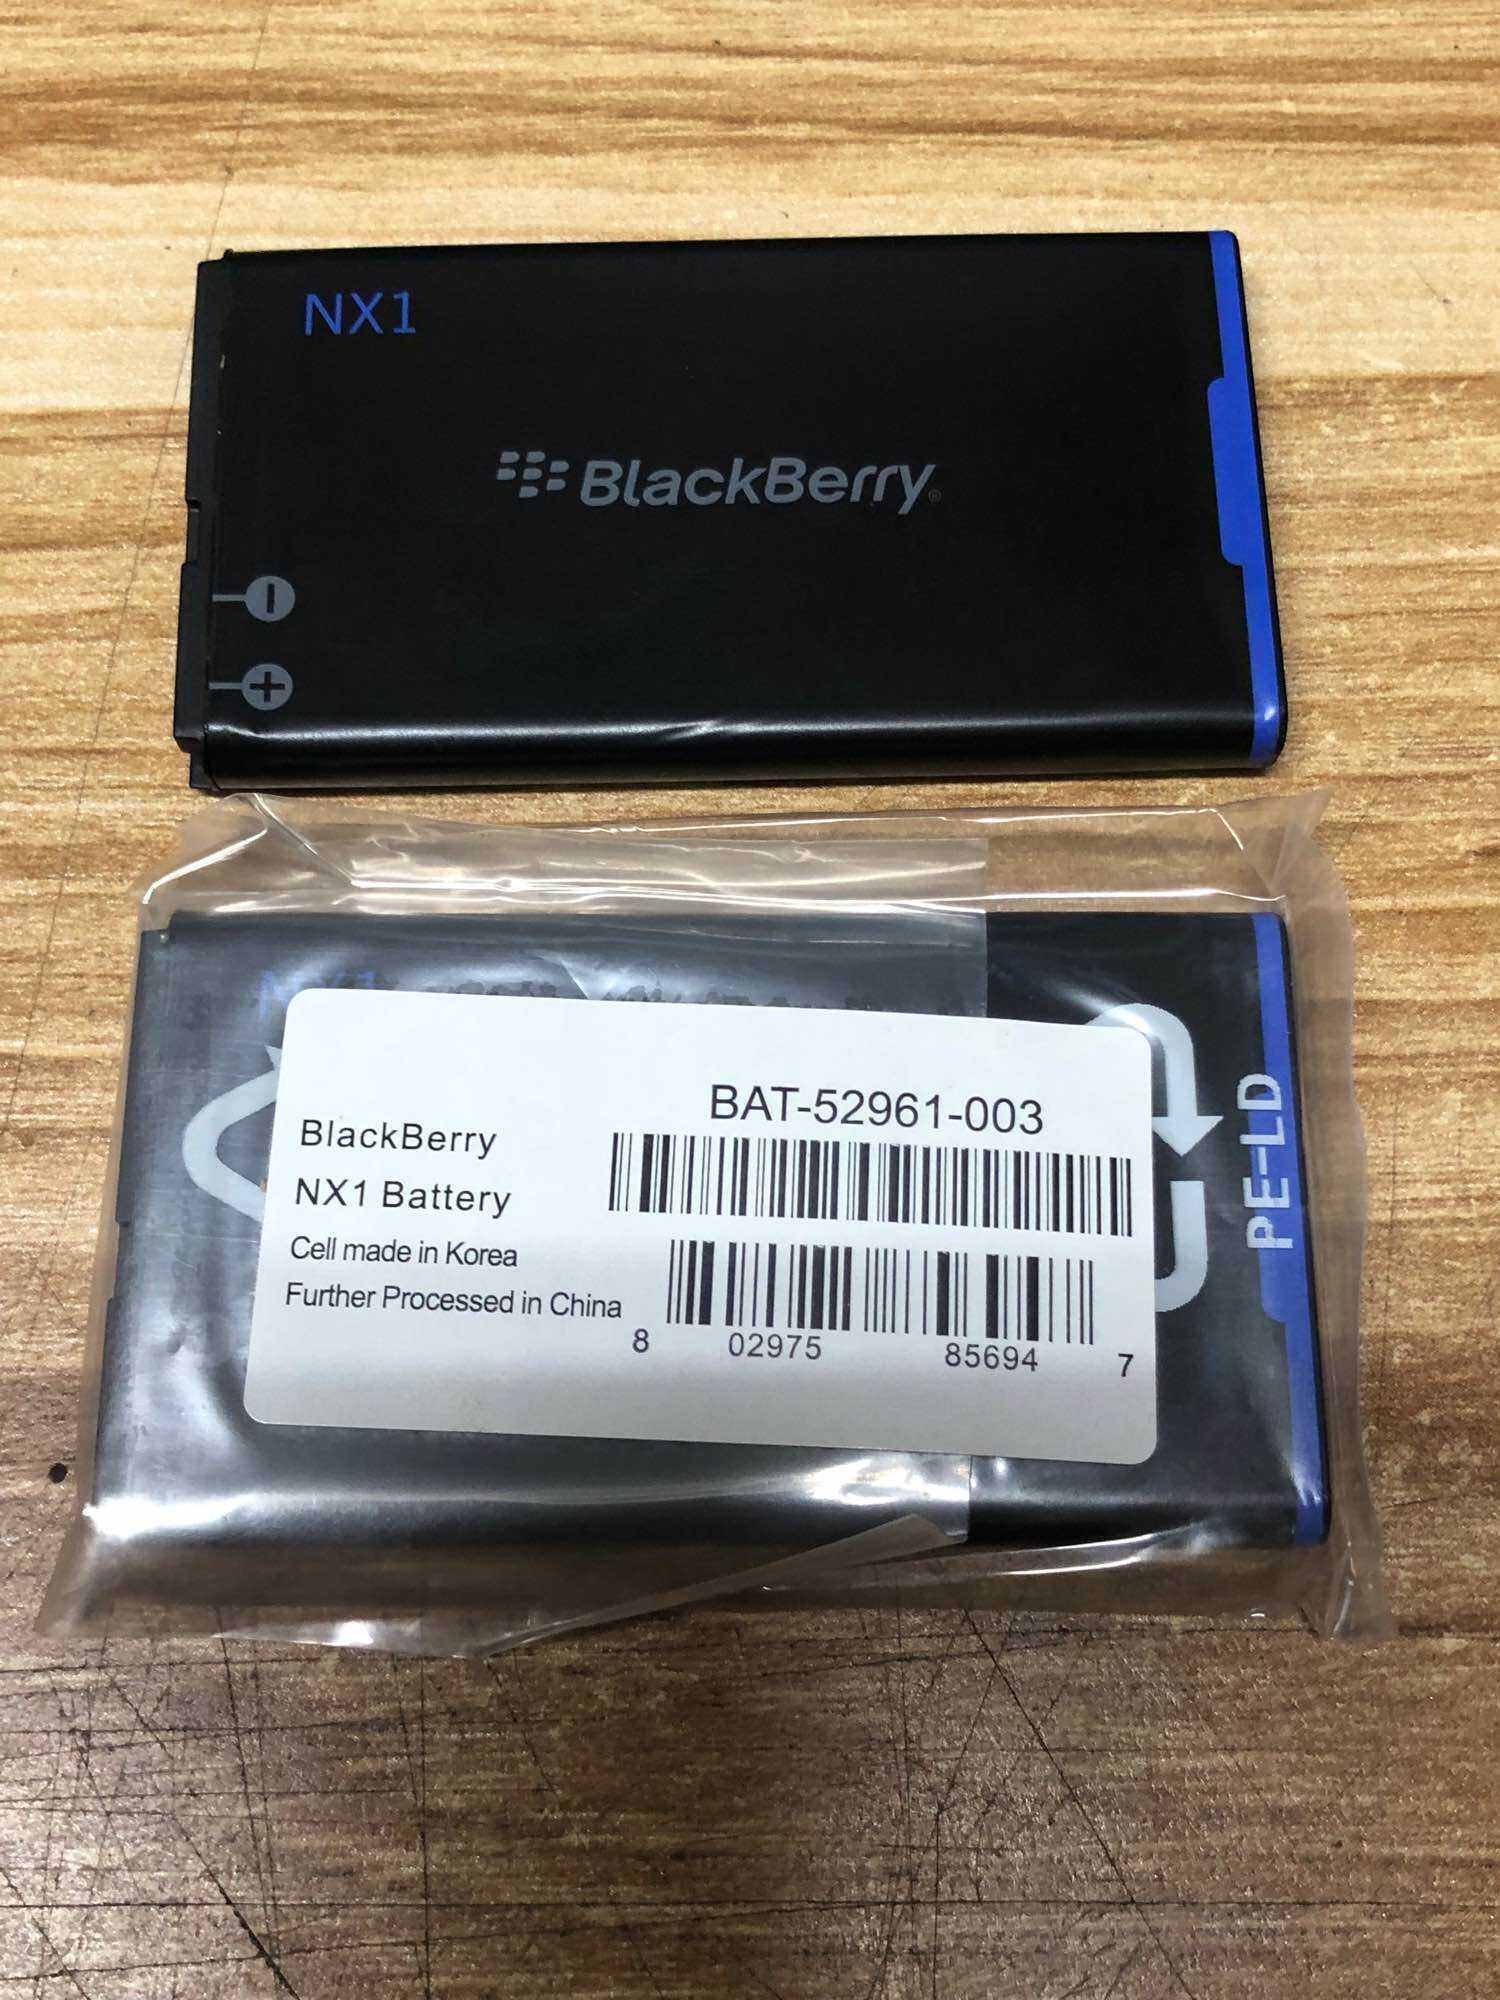 NX1
BlackBerry®
NX1
BAT-52961-003
BlackBerry
NX1 Battery
Cell made in Korea
Further Processed in China
8 02975 85694 7
PE-LD